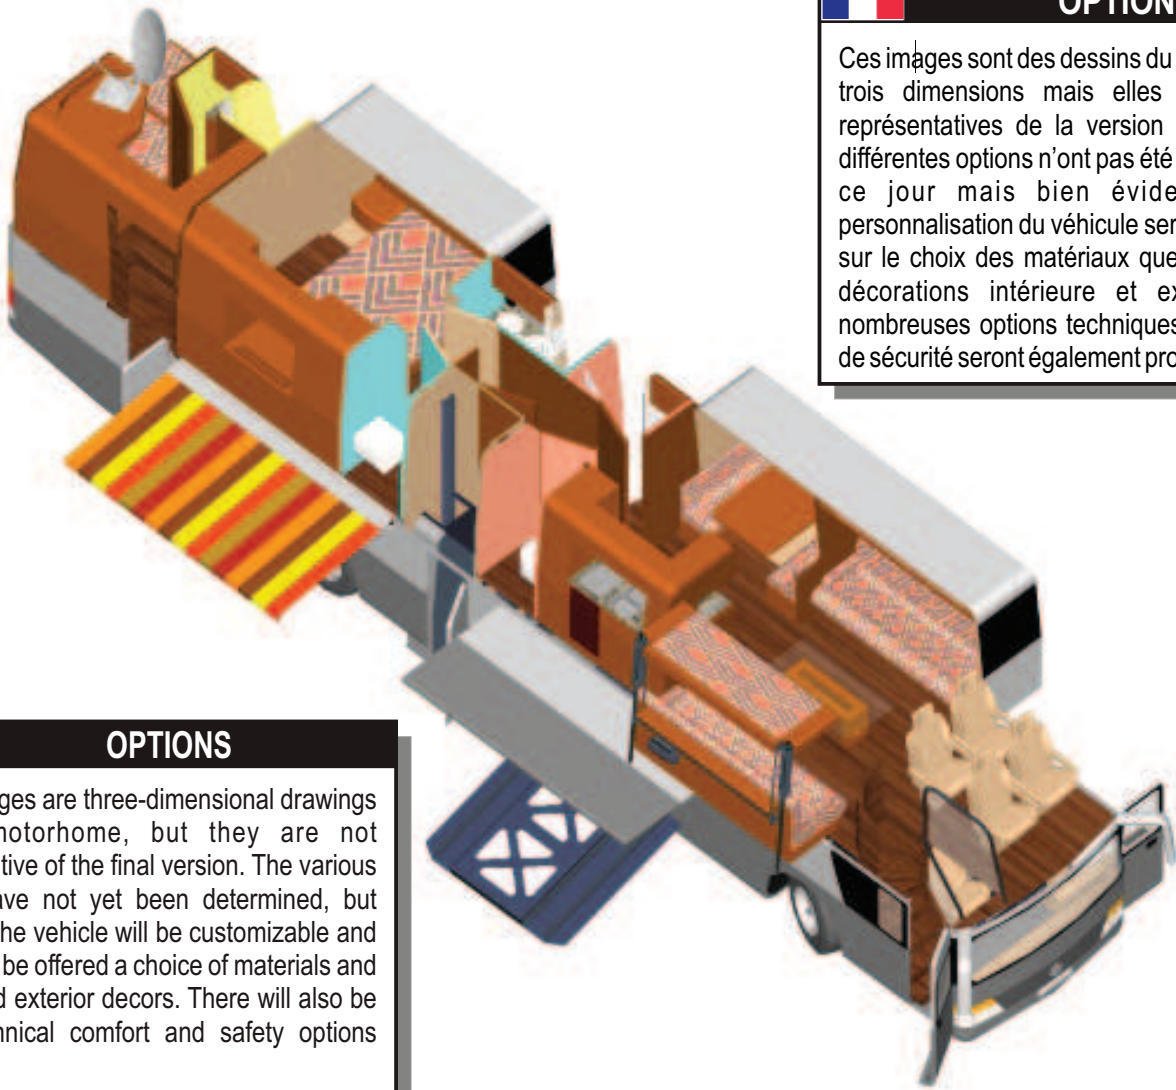 OPTION
Ces images sont des dessins du
trois dimensions mais elles
représentatives de la version
différentes options n'ont pas été
ce jour mais bien évide
personnalisation du véhicule ser
sur le choix des matériaux que
décorations intérieure et ex
nombreuses options techniques
de sécurité seront également pro
OPTIONS
ges are three-dimensional drawings
otorhome, but they are not
tive of the final version. The various
ave not yet been determined, but
he vehicle will be customizable and
be offered a choice of materials and
d exterior decors. There will also be
hnical comfort and safety options